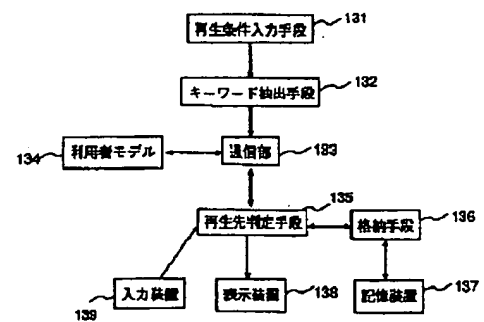 再生条件入力手段
131
キーワード抽出手段
132
利用者モデル
134
通信部
133
再生先判定手段
135
格納手段
136
入力装置
139
表示装置
138
記憶装置
137